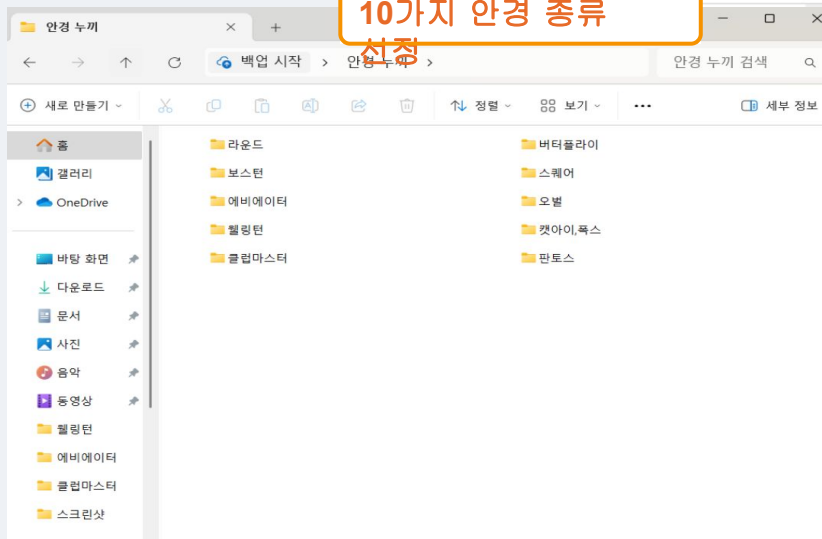 10가지 안경 종류
선정
안경 누끼
백업 시작 > 안경 누끼 >
안경 누끼 검색
새로 만들기
정렬
보기
세부 정보
홈
갤러리
OneDrive
바탕 화면
다운로드
문서
사진
음악
동영상
웰링턴
에비에이터
클럽마스터
스크린샷
라운드
보스턴
에비에이터
웰링턴
클럽마스터
버터플라이
스퀘어
오벌
캣아이,폭스
판토스